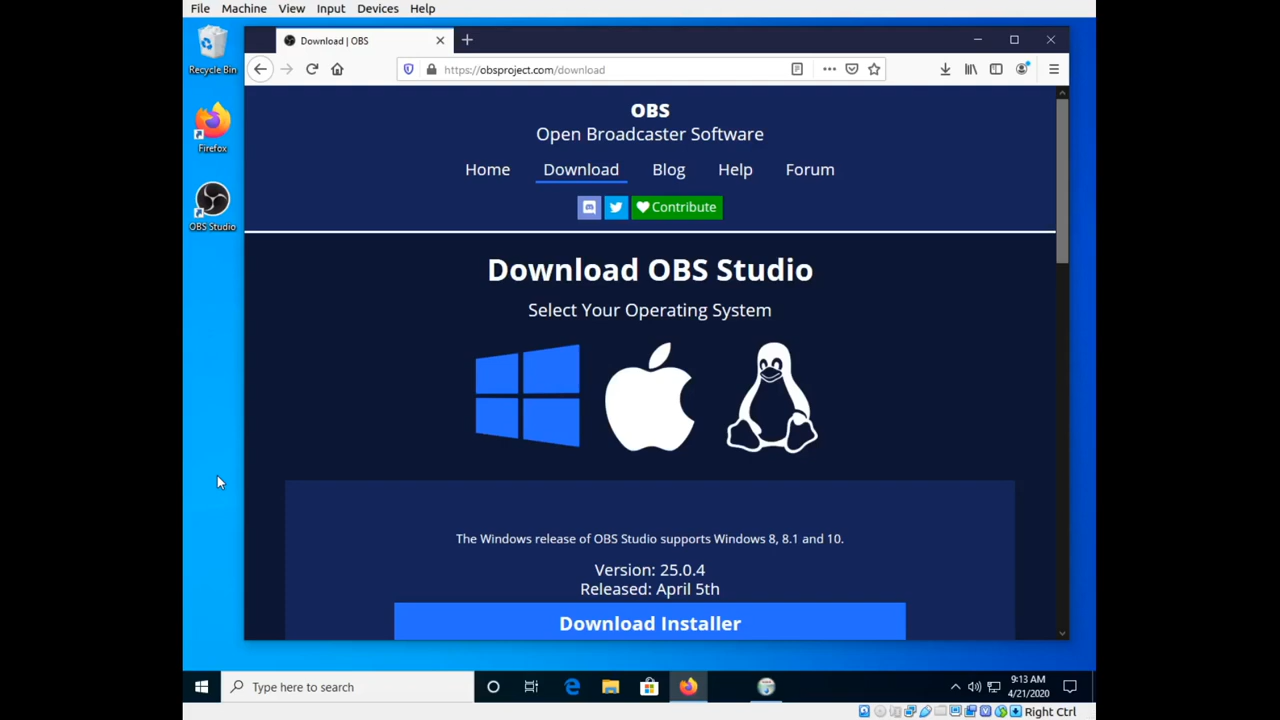 File Machine View Input Devices Help
Recycle Bin
Firefox
OBS Studio
Download | OBS
https://obsproject.com/download
OBS
Open Broadcaster Software
Home Download Blog Help Forum
Contribute
Download OBS Studio
Select Your Operating System
The Windows release of OBS Studio supports Windows 8, 8.1 and 10.
Version: 25.0.4
Released: April 5th
Download Installer
Type here to search
9:13 AM
4/21/2020
Right Ctrl